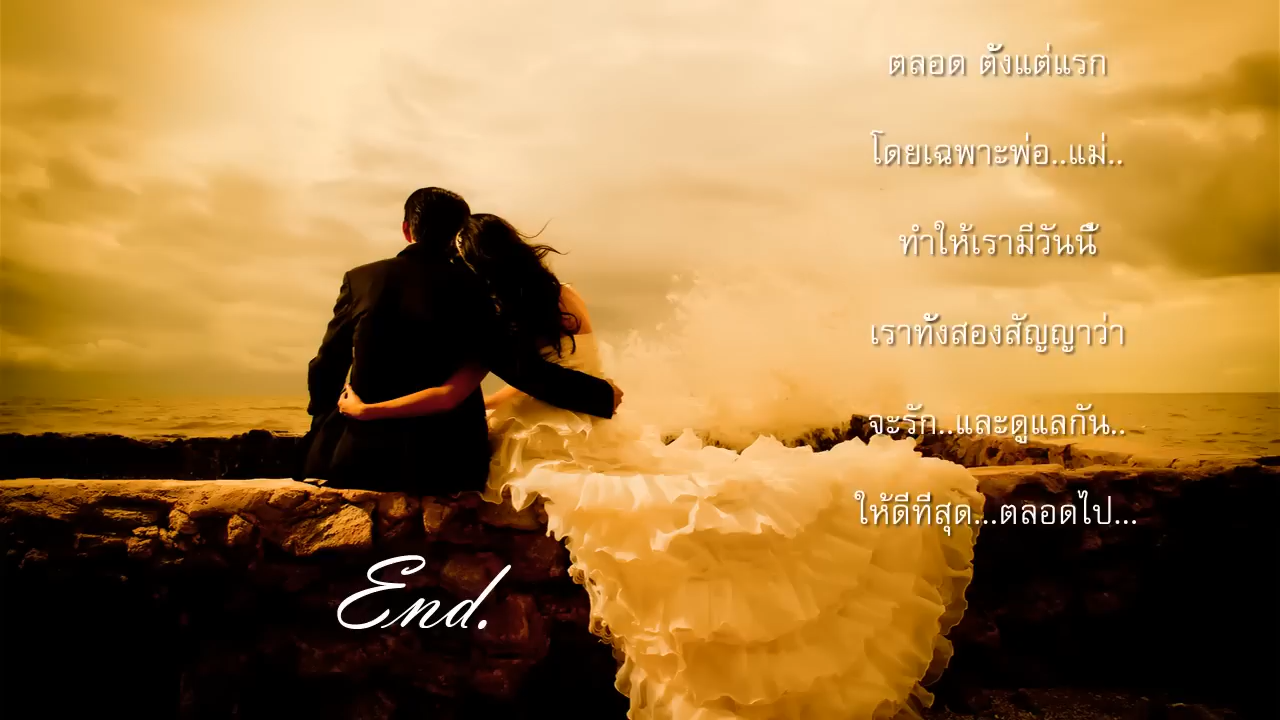 ตลอด ตั้งแต่แรก
โดยเฉพาะพ่อ..แม่..
ทำให้เรามีวันนี้
เราทั้งสองสัญญาว่า
จะรัก..และดูแลกัน..
ให้ดีที่สุด...ตลอดไป...
End.